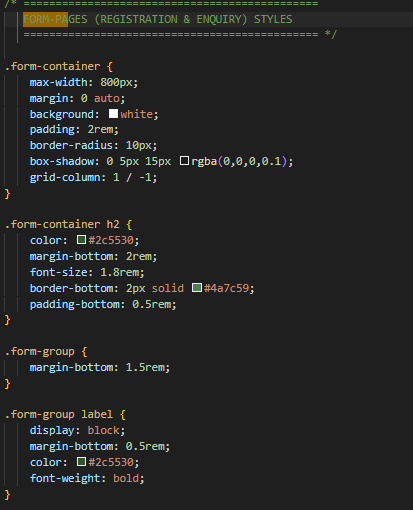 /* =============================================
FORM PAGES (REGISTRATION & ENQUIRY) STYLES
============================================= */
.form-container {
max-width: 800px;
margin: 0 auto;
background: white;
padding: 2rem;
border-radius: 10px;
box-shadow: 0 5px 15px rgba(0,0,0,0.1);
grid-column: 1 / -1;
}
.form-container h2 {
color: #2c5530;
margin-bottom: 2rem;
font-size: 1.8rem;
border-bottom: 2px solid #4a7c59;
padding-bottom: 0.5rem;
}
.form-group {
margin-bottom: 1.5rem;
}
.form-group label {
display: block;
margin-bottom: 0.5rem;
color: #2c5530;
font-weight: bold;
}